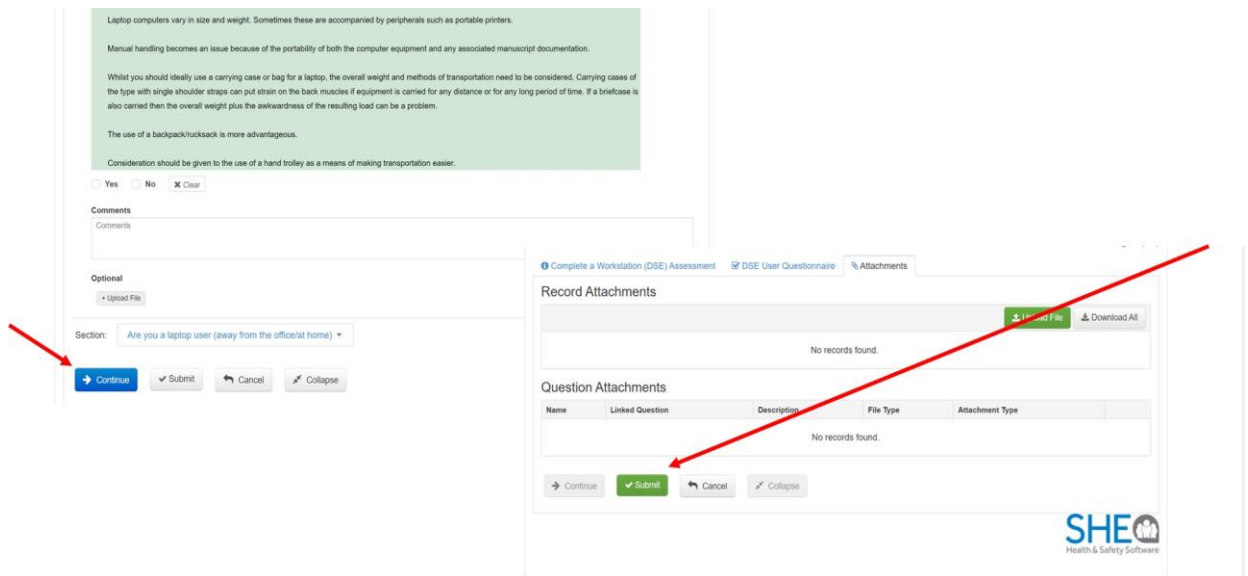 Laptop computers vary in size and weight. Sometimes these are accompanied by peripherals such as portable printers.
Manual handling becomes an issue because of the portability of both the computer equipment and any associated manuscript documentation.
Whilst you should ideally use a carrying case or bag for a laptop, the overall weight and methods of transportation need to be considered. Carrying cases of
the type with single shoulder straps can put strain on the back muscles if equipment is carried for any distance or for any long period of time. If a briefcase is
also carried then the overall weight plus the awkwardness of the resulting load can be a problem.
The use of a backpack/rucksack is more advantageous.
Consideration should be given to the use of a hand trolley as a means of making transportation easier.
Yes No Clear
Comments
Comments
Optional
+ Upload File
Section: Are you a laptop user (away from the office/at home)
Continue Submit Cancel Collapse
Complete a Workstation (DSE) Assessment DSE User Questionnaire Attachments
Record Attachments
Upload File Download All
No records found.
Question Attachments
Name Linked Question Description File Type Attachment Type
No records found.
Continue Submit Cancel Collapse
SHE
Health & Safety Software